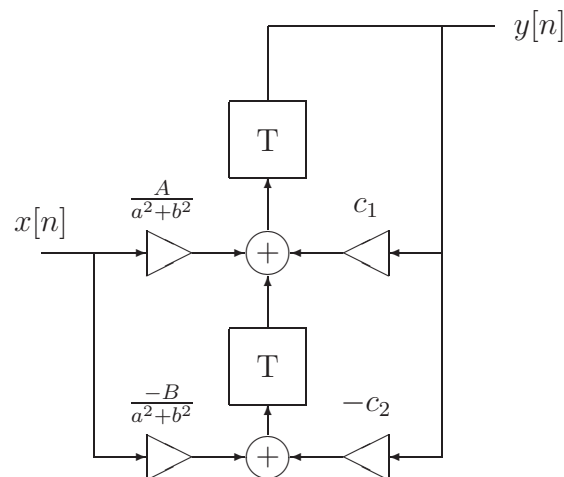 y[n]
T
A
a²+b²
c₁
x[n]
+
T
−B
a²+b²
−c₂
+